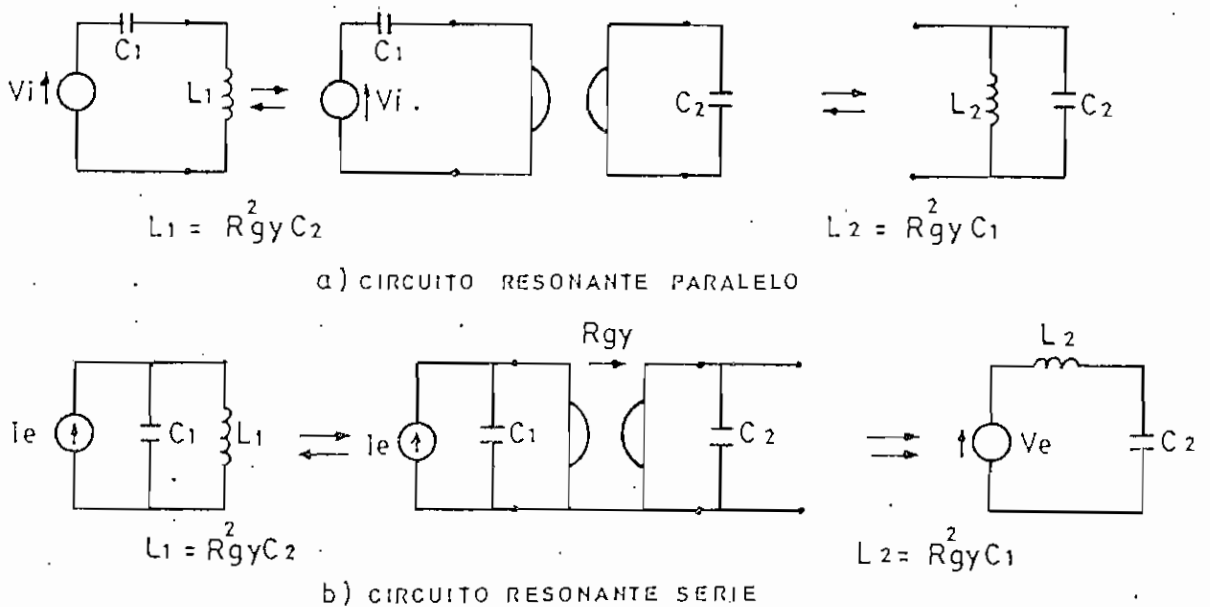 C1
Vi
L1
C1
Vi.
C2
L2
C2
L1 = R²gy C2
L2 = R²gy C1
a) CIRCUITO RESONANTE PARALELO
Rgy
L2
Ie
C1
L1
Ie
C1
C2
Ve
C2
L1 = R²gy C2
L2 = R²gy C1
b) CIRCUITO RESONANTE SERIE